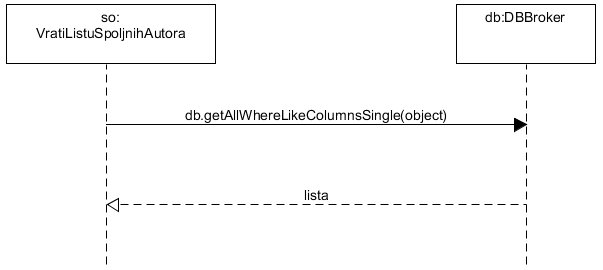 so:
VratiListuSpoljnihAutora
db:DBBroker
db.getAllWhereLikeColumnsSingle(object)
lista